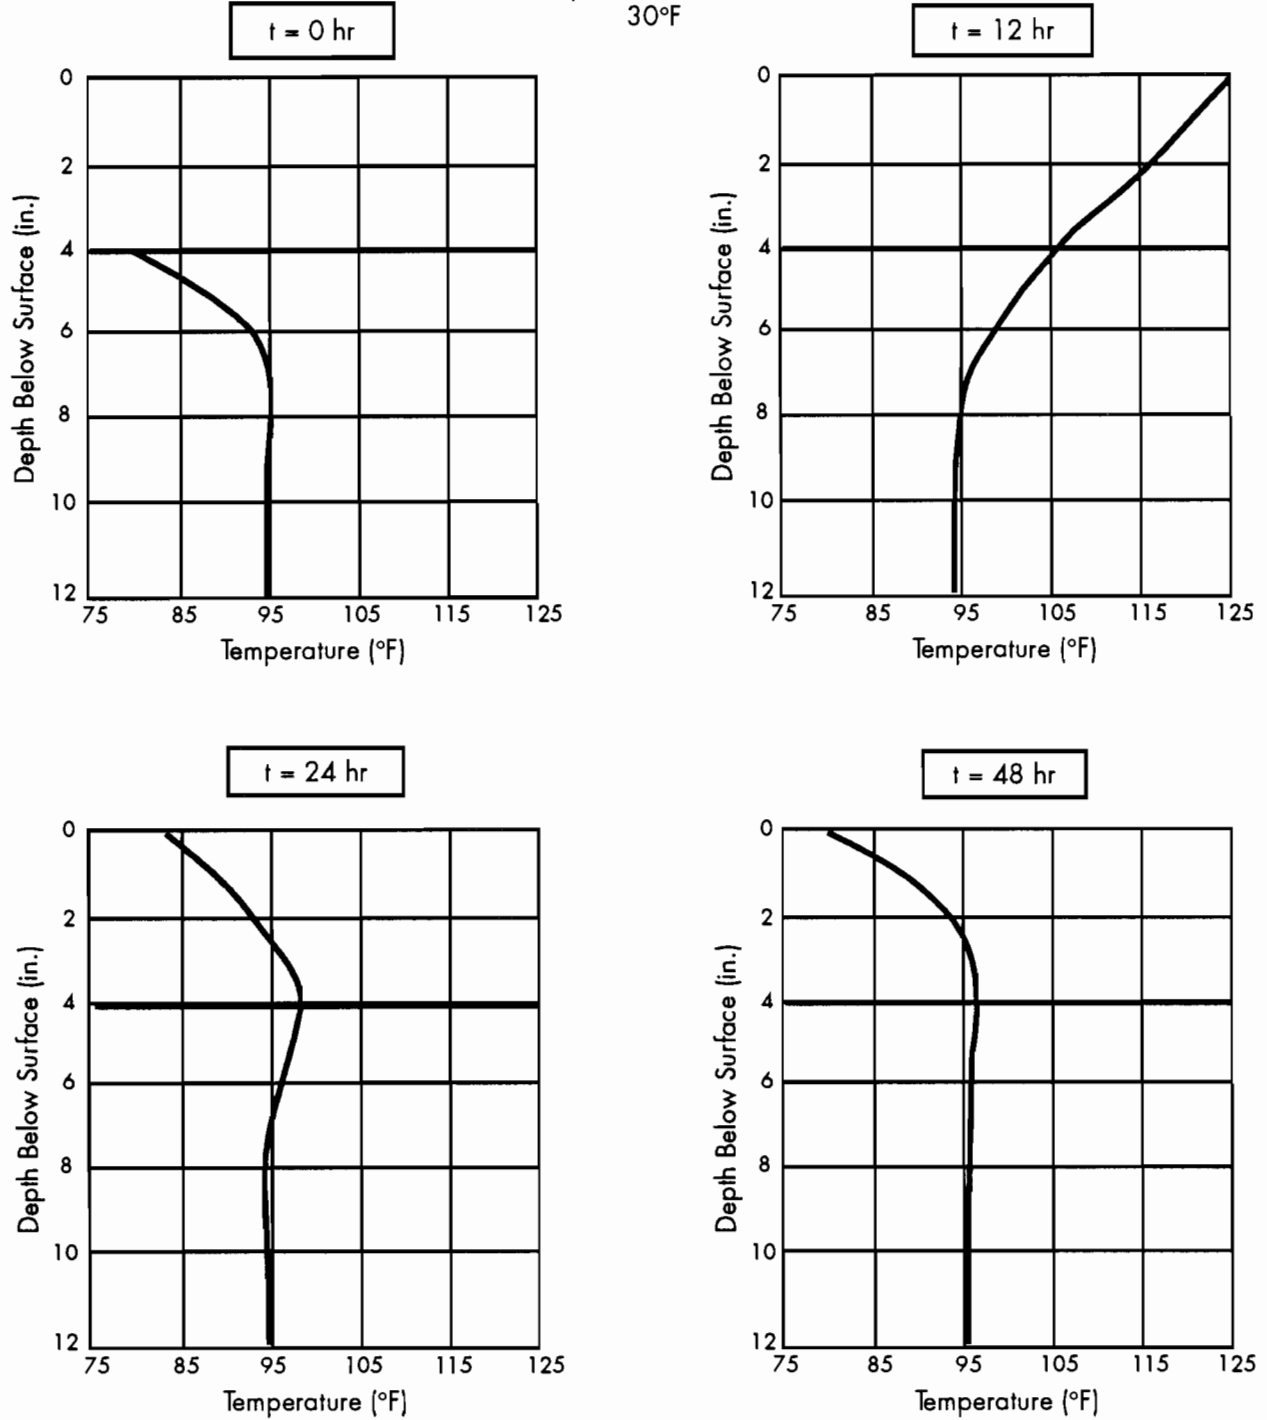 30°F
t = 0 hr
0
2
4
6
8
10
12
Depth Below Surface (in.)
75 85 95 105 115 125
Temperature (°F)
t = 12 hr
0
2
4
6
8
10
12
Depth Below Surface (in.)
75 85 95 105 115 125
Temperature (°F)
t = 24 hr
0
2
4
6
8
10
12
Depth Below Surface (in.)
75 85 95 105 115 125
Temperature (°F)
t = 48 hr
0
2
4
6
8
10
12
Depth Below Surface (in.)
75 85 95 105 115 125
Temperature (°F)